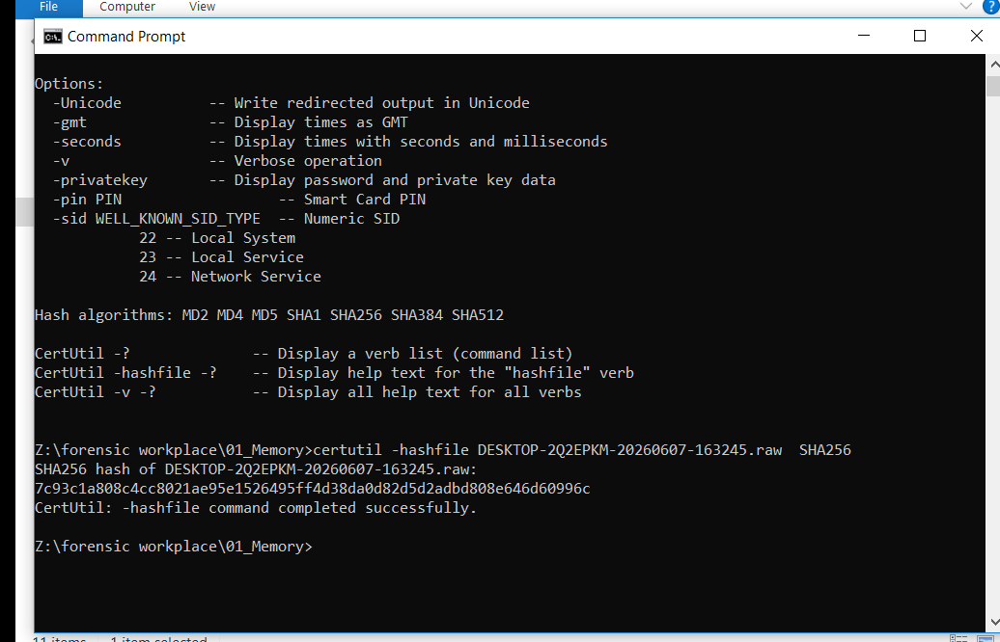 File Computer View
Command Prompt
Options:
  -Unicode          -- Write redirected output in Unicode
  -gmt              -- Display times as GMT
  -seconds          -- Display times with seconds and milliseconds
  -v                -- Verbose operation
  -privatekey       -- Display password and private key data
  -pin PIN                  -- Smart Card PIN
  -sid WELL_KNOWN_SID_TYPE  -- Numeric SID
            22 -- Local System
            23 -- Local Service
            24 -- Network Service
Hash algorithms: MD2 MD4 MD5 SHA1 SHA256 SHA384 SHA512
CertUtil -?              -- Display a verb list (command list)
CertUtil -hashfile -?    -- Display help text for the "hashfile" verb
CertUtil -v -?           -- Display all help text for all verbs
Z:\forensic workplace\01_Memory>certutil -hashfile DESKTOP-2Q2EPKM-20260607-163245.raw  SHA256
SHA256 hash of DESKTOP-2Q2EPKM-20260607-163245.raw:
7c93c1a808c4cc8021ae95e1526495ff4d38da0d82d5d2adbd808e646d60996c
CertUtil: -hashfile command completed successfully.
Z:\forensic workplace\01_Memory>
11 items 1 item selected